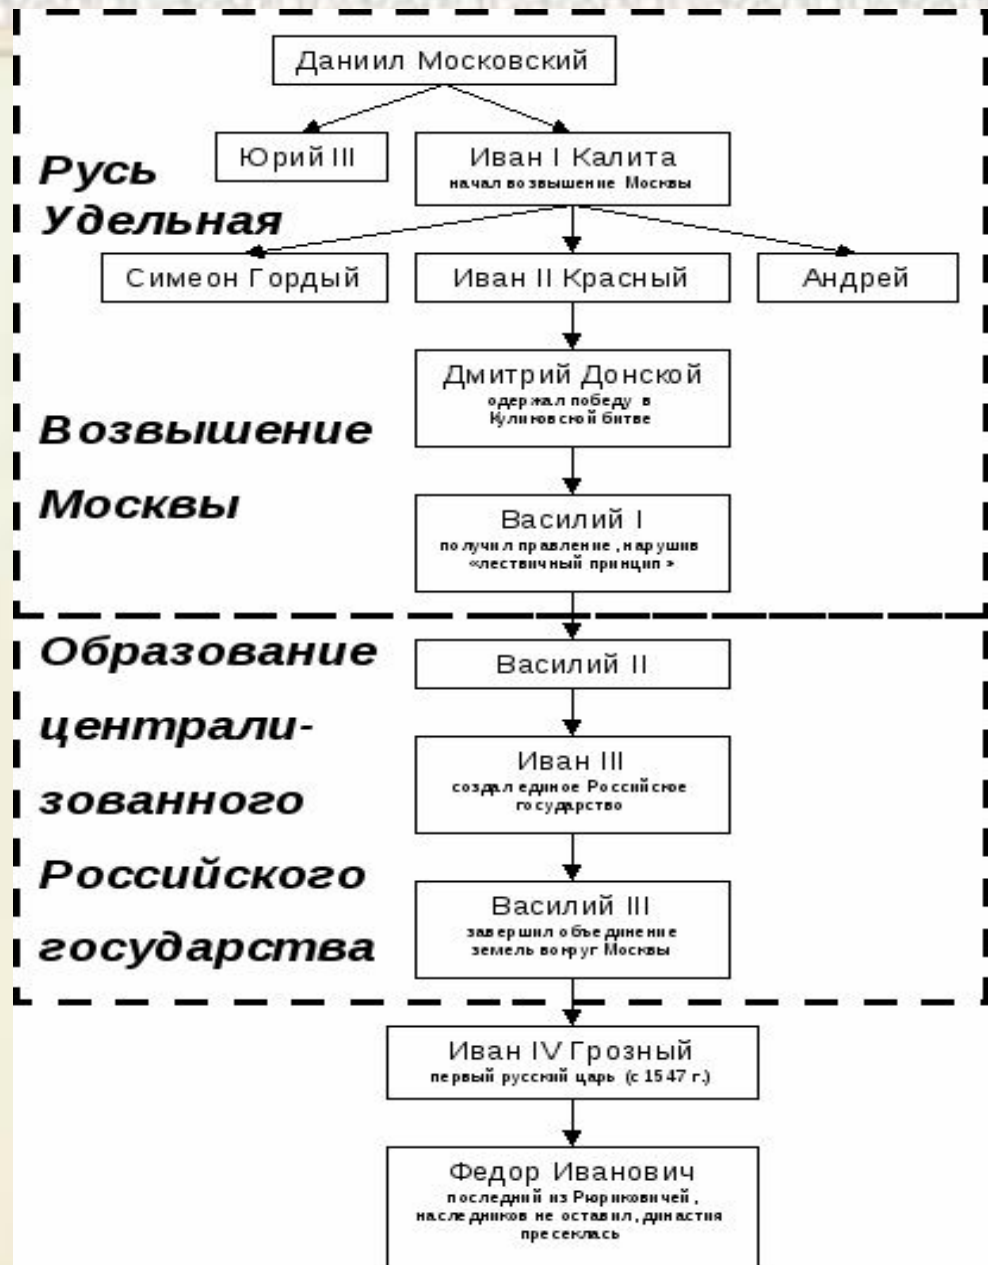 Даниил Московский
Юрий III
Иван I Калита
начал возвышение Москвы
Русь
Удельная
Симеон Гордый
Иван II Красный
Андрей
Дмитрий Донской
одержал победу в
Куликовской битве
Возвышение
Москвы
Василий I
получил правление, нарушив
«лествичный принцип»
Образование
централи-
зованного
Российского
государства
Василий II
Иван III
создал единое Российское
государство
Василий III
завершил объединение
земель вокруг Москвы
Иван IV Грозный
первый русский царь (с 1547 г.)
Федор Иванович
последний из Рюриковичей,
наследников не оставил, династия
пресеклась